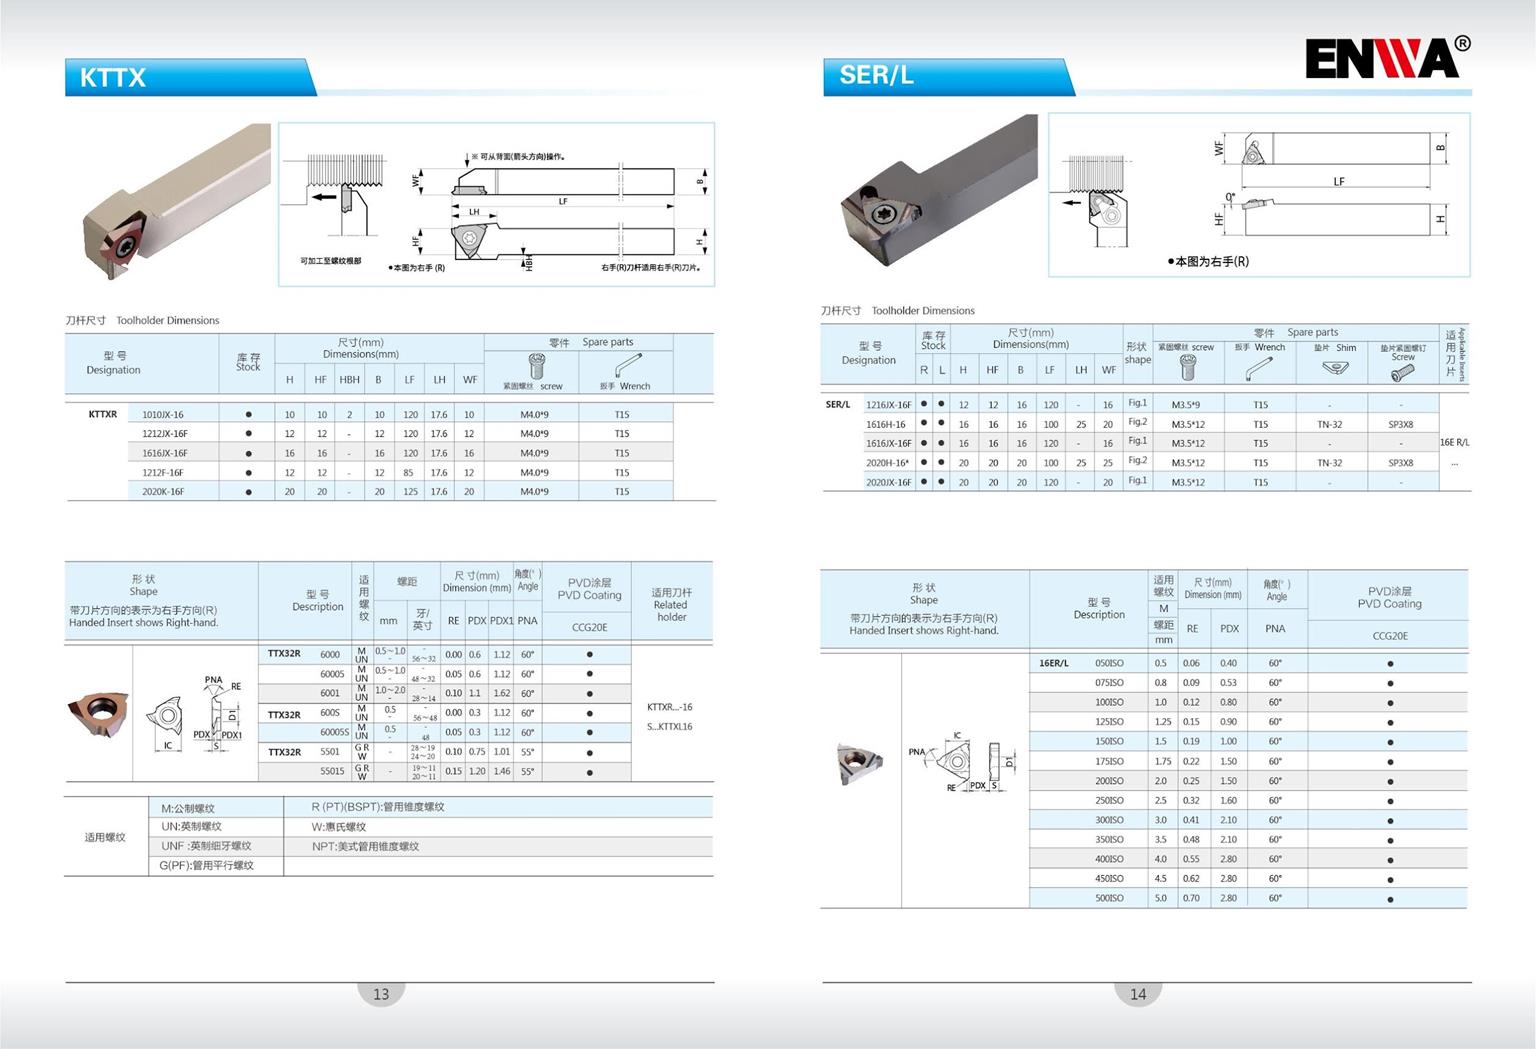 KTTX
※ 可从背面(箭头方向)操作。
WF
B
LF
LH
HF
H
HBH
可加工至螺纹根部
●本图为右手 (R)
右手(R)刀杆适用右手(R)刀片。
刀杆尺寸 Toolholder Dimensions
型 号 Designation 库 存 Stock 尺寸(mm) Dimensions(mm) 零件 Spare parts
H HF HBH B LF LH WF 紧固螺丝 screw 扳手 Wrench
KTTXR 1010JX-16 ● 10 10 2 10 120 17.6 10 M4.0*9 T15
1212JX-16F ● 12 12 - 12 120 17.6 12 M4.0*9 T15
1616JX-16F ● 16 16 - 16 120 17.6 16 M4.0*9 T15
1212F-16F ● 12 12 - 12 85 17.6 12 M4.0*9 T15
2020K-16F ● 20 20 - 20 125 17.6 20 M4.0*9 T15
形 状 Shape
带刀片方向的表示为右手方向(R)
Handed Insert shows Right-hand.
型 号 Description 适用螺纹 螺距 尺 寸(mm) Dimension (mm) 角度(°) Angle PVD涂层 PVD Coating 适用刀杆 Related holder
mm 牙/英寸 RE PDX PDX1 PNA CCG20E
TTX32R 6000 M UN 0.5~1.0 - - 56~32 0.00 0.6 1.12 60° ●
60005 M UN 0.5~1.0 - - 48~32 0.05 0.6 1.12 60° ●
6001 M UN 1.0~2.0 - - 28~14 0.10 1.1 1.62 60° ●
TTX32R 600S M UN 0.5 - - 56~48 0.00 0.3 1.12 60° ●
60005S M UN 0.5 - - 48 0.05 0.3 1.12 60° ●
TTX32R 5501 G R W - 28~19 24~20 0.10 0.75 1.01 55° ●
55015 G R W - 19~11 20~11 0.15 1.20 1.46 55° ●
KTTXR...-16
S...KTTXL16
PNA
RE
D1
PDX
PDX1
IC
S
适用螺纹
M:公制螺纹 R (PT)(BSPT):管用锥度螺纹
UN:英制螺纹 W:惠氏螺纹
UNF :英制细牙螺纹 NPT:美式管用锥度螺纹
G(PF):管用平行螺纹
13
SER/L
ENWA®
WF
B
LF
0°
HF
H
●本图为右手(R)
刀杆尺寸 Toolholder Dimensions
型 号 Designation 库 存 Stock 尺寸(mm) Dimensions(mm) 形状 shape 零件 Spare parts 适用刀片 Applicable Inserts
R L H HF B LF LH WF 紧固螺丝 screw 扳手 Wrench 垫片 Shim 垫片紧固螺钉 Screw
SER/L 1216JX-16F ● ● 12 12 16 120 - 16 Fig.1 M3.5*9 T15 - -
1616H-16 ● ● 16 16 16 100 25 20 Fig.2 M3.5*12 T15 TN-32 SP3X8
1616JX-16F ● ● 16 16 16 120 - 16 Fig.1 M3.5*12 T15 - -
2020H-16* ● ● 20 20 20 100 25 25 Fig.2 M3.5*12 T15 TN-32 SP3X8
2020JX-16F ● ● 20 20 20 120 - 20 Fig.1 M3.5*12 T15 - -
16E R/L
...
形 状 Shape
带刀片方向的表示为右手方向(R)
Handed Insert shows Right-hand.
型 号 Description 适用螺纹 M 螺距 mm 尺 寸(mm) Dimension (mm) 角度(°) Angle PVD涂层 PVD Coating
RE PDX PNA CCG20E
16ER/L 050ISO 0.5 0.06 0.40 60° ●
075ISO 0.8 0.09 0.53 60° ●
100ISO 1.0 0.12 0.80 60° ●
125ISO 1.25 0.15 0.90 60° ●
150ISO 1.5 0.19 1.00 60° ●
175ISO 1.75 0.22 1.50 60° ●
200ISO 2.0 0.25 1.50 60° ●
250ISO 2.5 0.32 1.60 60° ●
300ISO 3.0 0.41 2.10 60° ●
350ISO 3.5 0.48 2.10 60° ●
400ISO 4.0 0.55 2.80 60° ●
450ISO 4.5 0.62 2.80 60° ●
500ISO 5.0 0.70 2.80 60° ●
IC
PNA
D1
RE
PDX
S
14